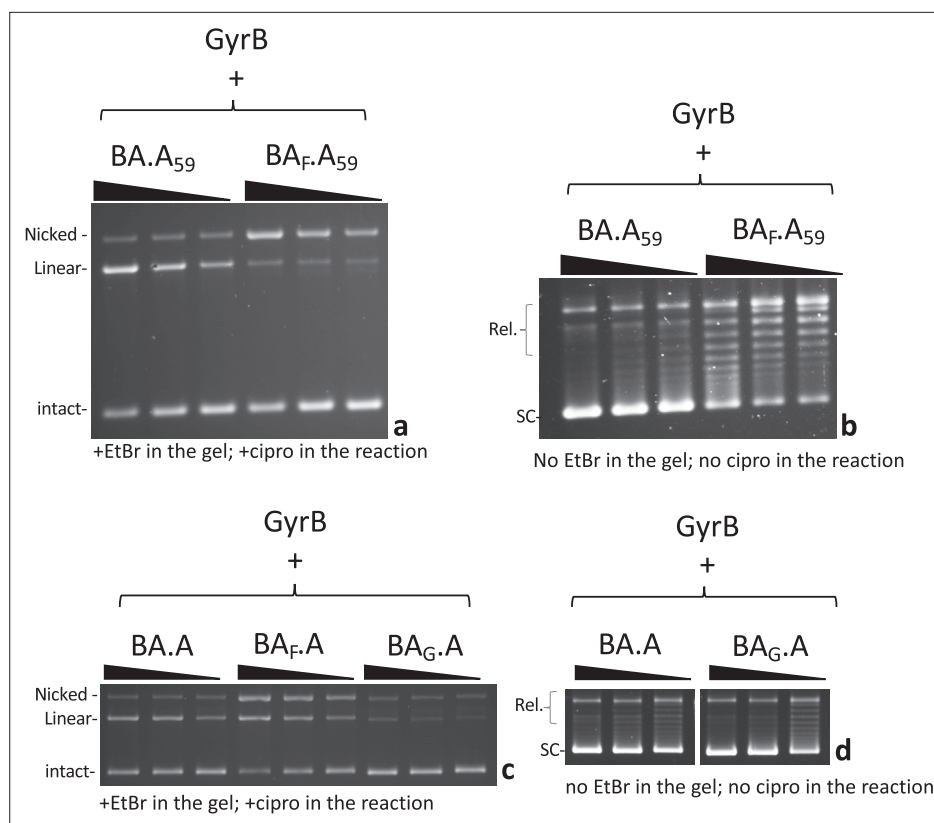 GyrB
+
BA.A59 BAF.A59
Nicked -
Linear-
intact-
a
+EtBr in the gel; +cipro in the reaction
GyrB
+
BA.A59 BAF.A59
Rel.
SC-
b
No EtBr in the gel; no cipro in the reaction
GyrB
+
BA.A BAF.A BAG.A
Nicked -
Linear-
intact-
c
+EtBr in the gel; +cipro in the reaction
GyrB
+
BA.A BAG.A
Rel.
SC-
d
no EtBr in the gel; no cipro in the reaction